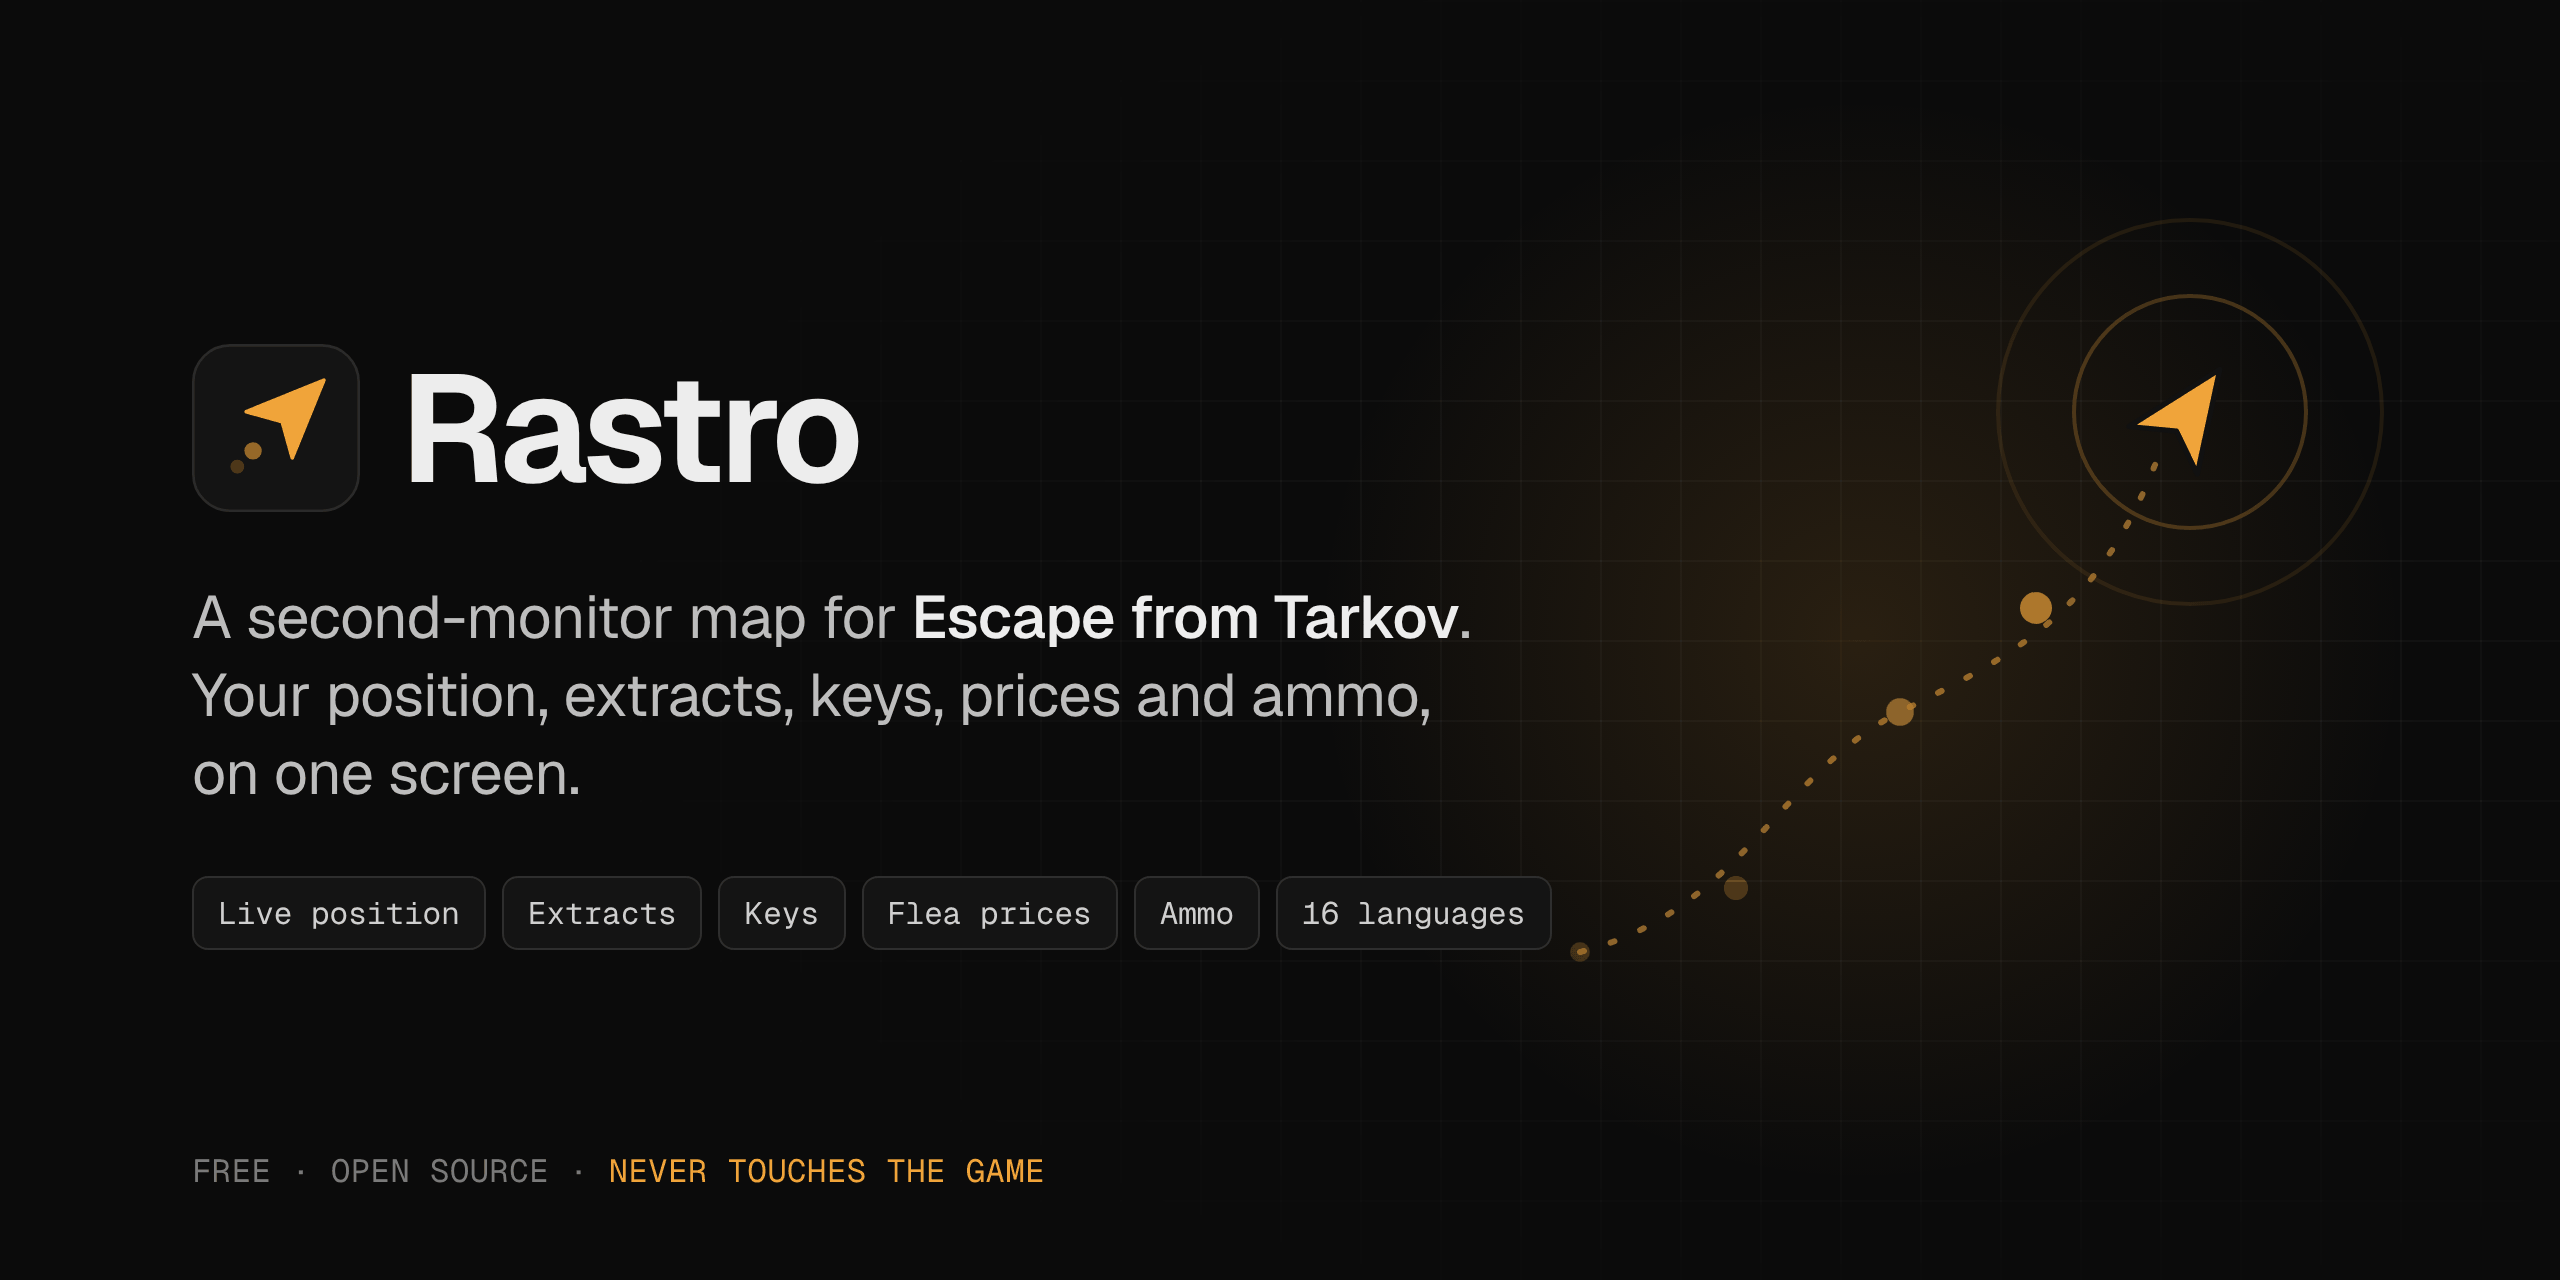 Rastro
A second-monitor map for Escape from Tarkov.
Your position, extracts, keys, prices and ammo,
on one screen.
Live position Extracts Keys Flea prices Ammo 16 languages
FREE · OPEN SOURCE · NEVER TOUCHES THE GAME